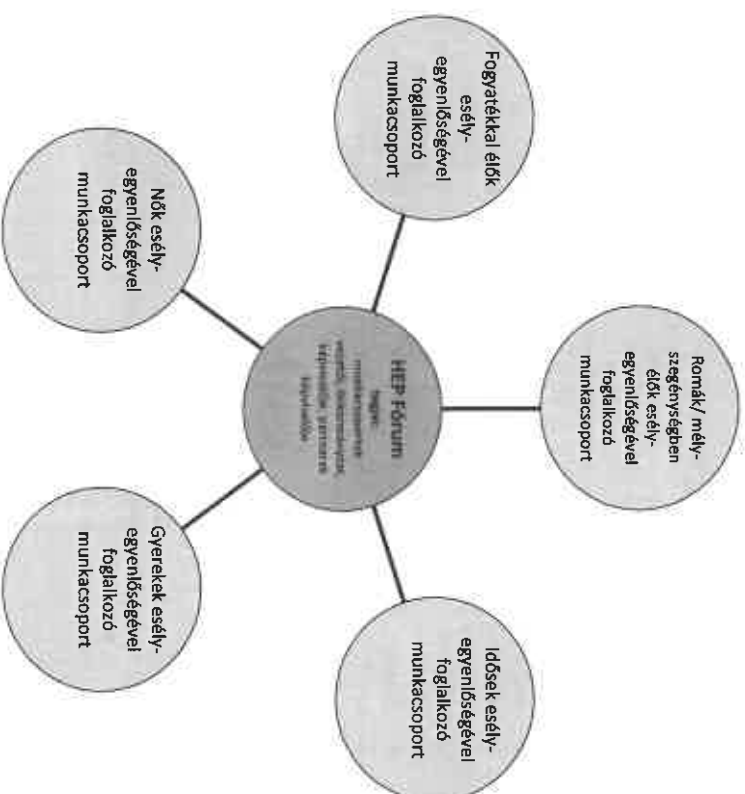 Romák/ mély-
szegénységben
élők esély-
egyenlőségével
foglalkozó
munkacsoport
Fogyatékkal élők
esély-
egyenlőségével
foglalkozó
munkacsoport
Idősek esély-
egyenlőségével
foglalkozó
munkacsoport
HEP Fórum
Nők esély-
egyenlőségével
foglalkozó
munkacsoport
Gyerekek esély-
egyenlőségével
foglalkozó
munkacsoport